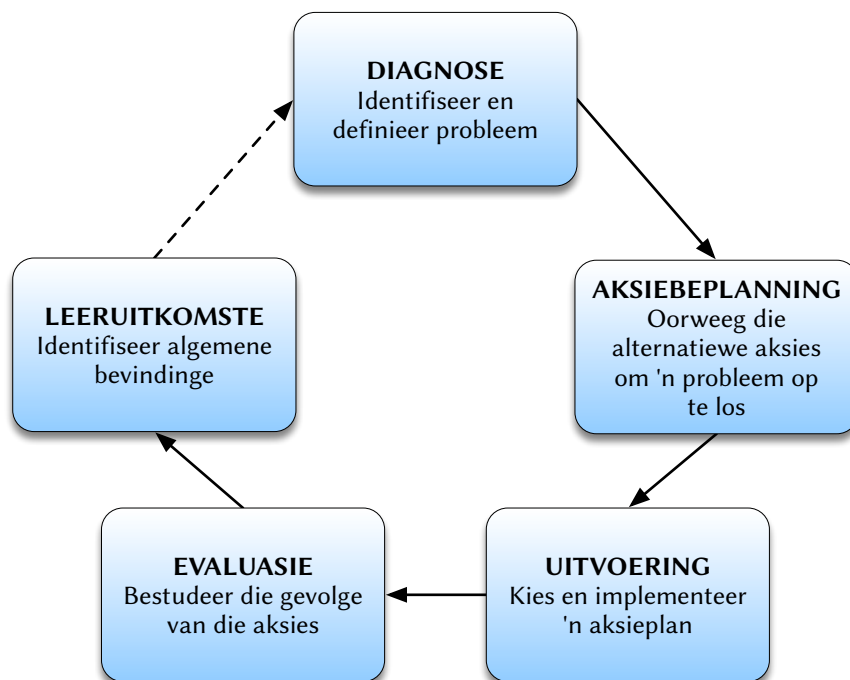 DIAGNOSE
Identifiseer en
definieer probleem
AKSIEBEPLANNING
Oorweeg die
alternatiewe aksies
om 'n probleem op
te los
UITVOERING
Kies en implementeer
'n aksieplan
EVALUASIE
Bestudeer die gevolge
van die aksies
LEERUITKOMSTE
Identifiseer algemene
bevindinge